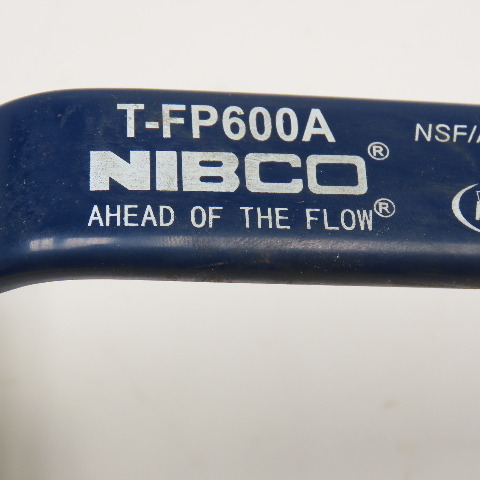 T-FP600A
NIBCO®
AHEAD OF THE FLOW®
NSF/